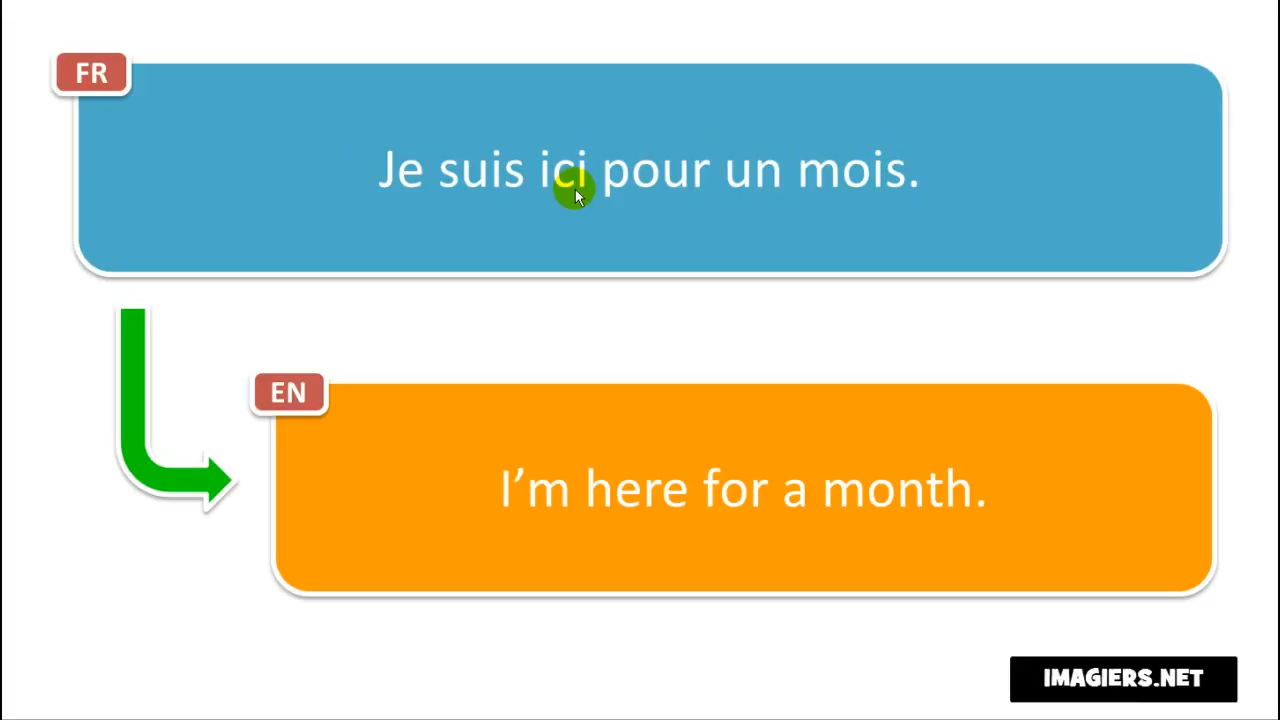 FR
Je suis ici pour un mois.
EN
I’m here for a month.
IMAGIERS.NET